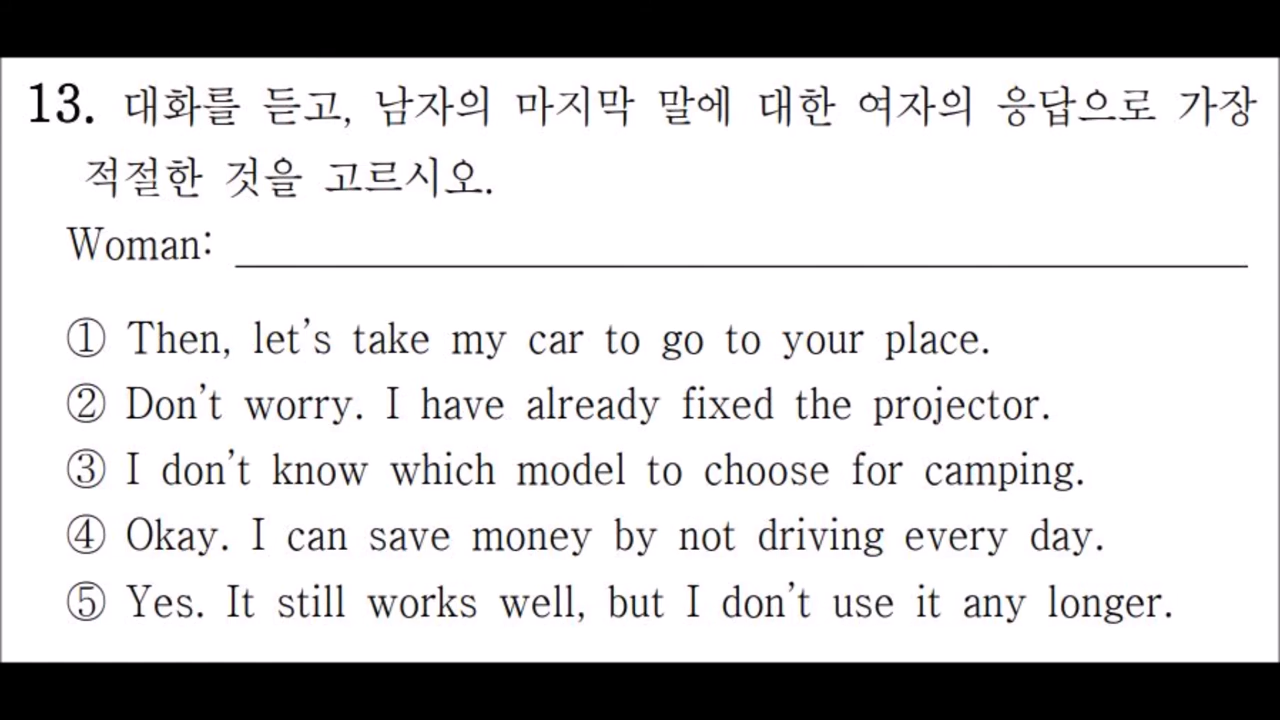 13. 대화를 듣고, 남자의 마지막 말에 대한 여자의 응답으로 가장
적절한 것을 고르시오.
Woman:
① Then, let's take my car to go to your place.
② Don't worry. I have already fixed the projector.
③ I don't know which model to choose for camping.
④ Okay. I can save money by not driving every day.
⑤ Yes. It still works well, but I don't use it any longer.